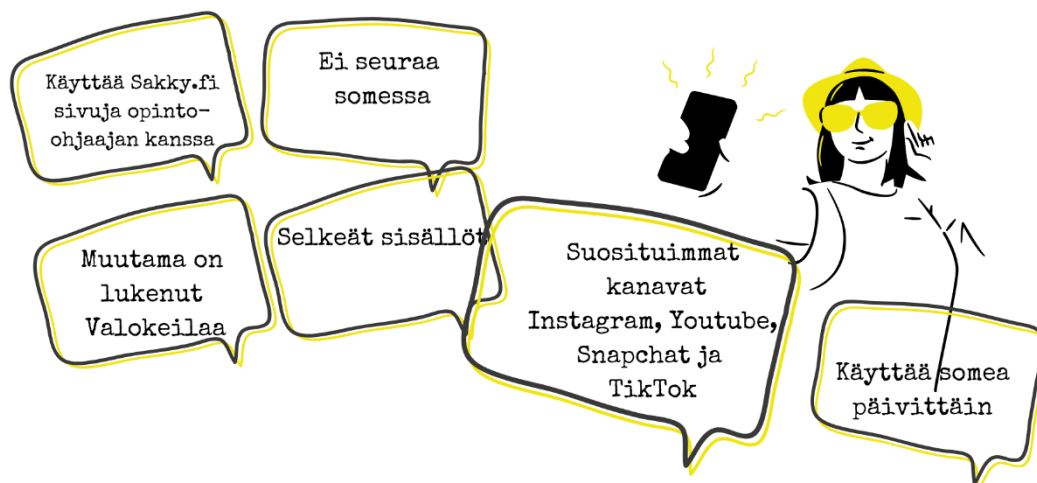 Käyttää Sakky.fi
sivuja opinto-
ohjaajan kanssa
Ei seuraa
somessa
Muutama on
lukenut
Valokeilaa
Selkeät sisällöt
Suosituimmat
kanavat
Instagram, Youtube,
Snapchat ja
TikTok
Käyttää somea
päivittäin